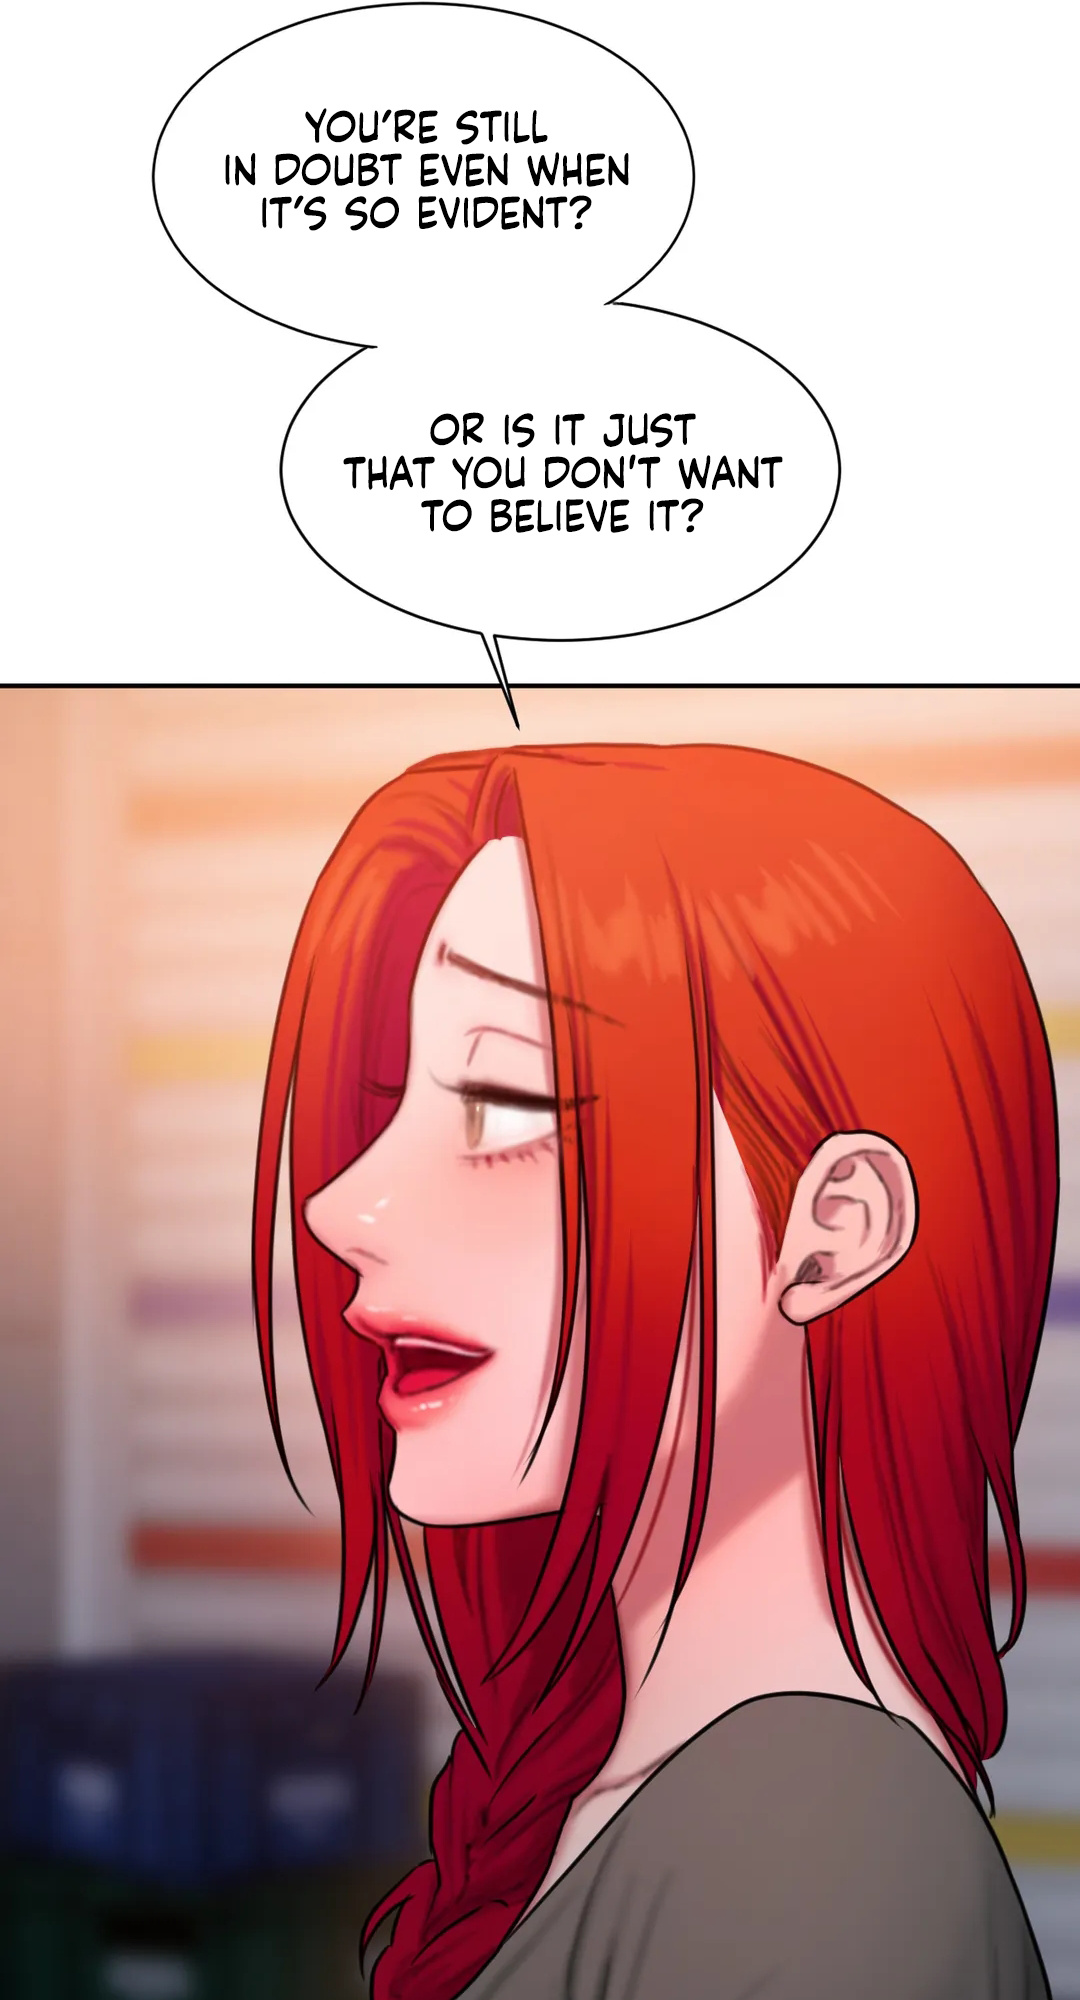 YOU'RE STILL
IN DOUBT EVEN WHEN
IT'S SO EVIDENT?
OR IS IT JUST
THAT YOU DON'T WANT
TO BELIEVE IT?